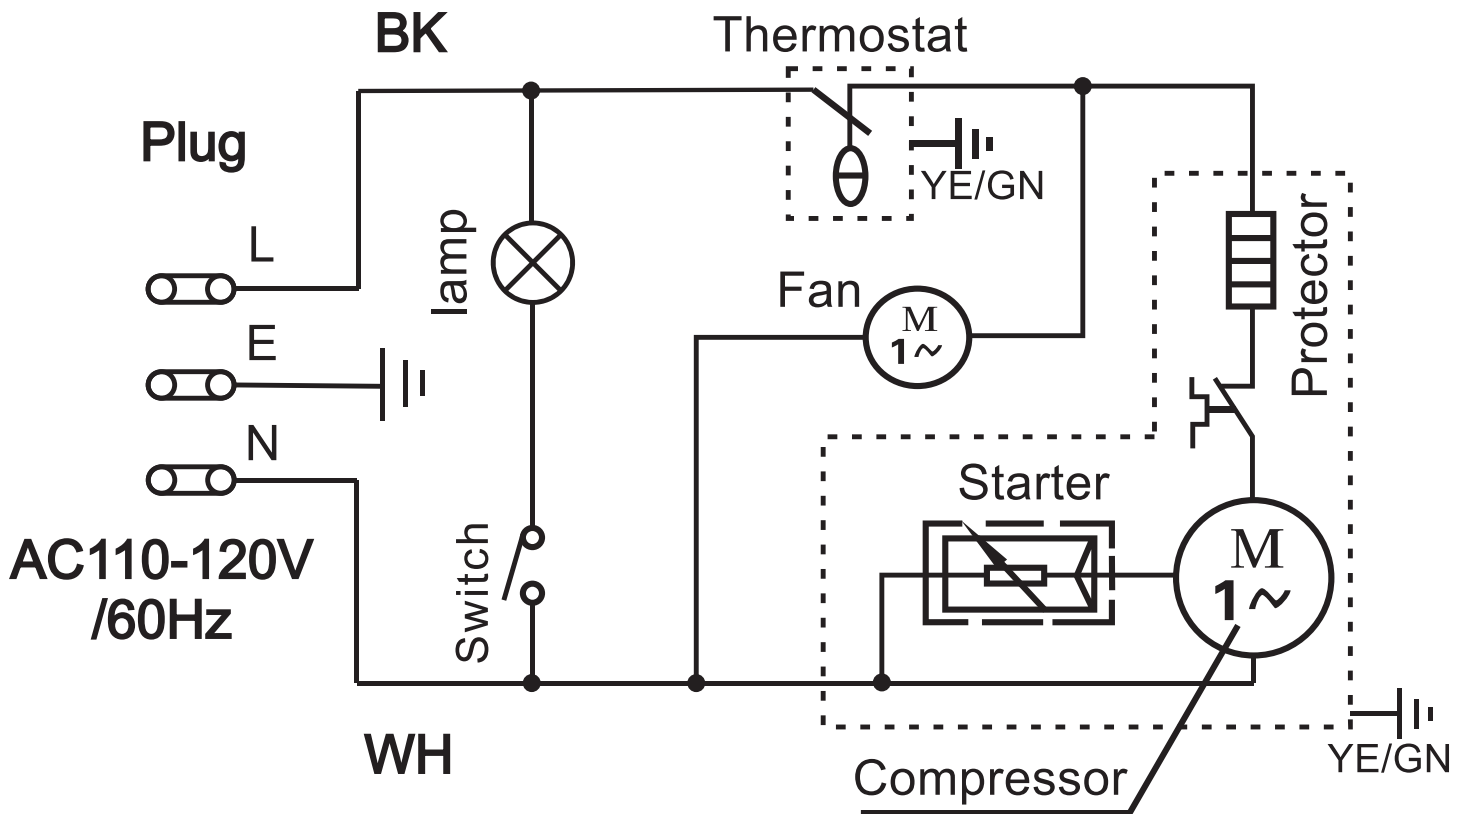 BK
Thermostat
Plug
YE/GN
L
lamp
Protector
Fan
M
1~
E
N
Starter
AC110-120V
/60Hz
Switch
M
1~
WH
YE/GN
Compressor